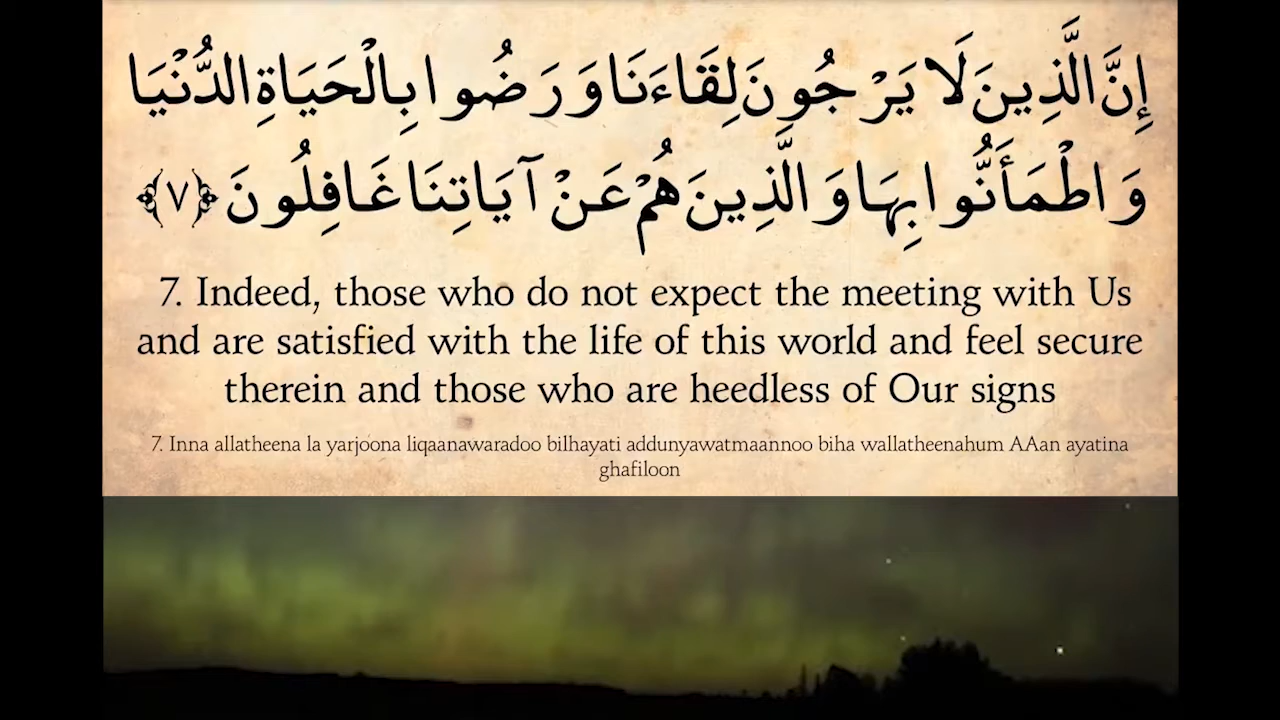 إِنَّ الَّذِينَ لَا يَرْجُونَ لِقَاءَنَا وَرَضُوا بِالْحَيَاةِ الدُّنْيَا
وَاطْمَأَنُّوا بِهَا وَالَّذِينَ هُمْ عَنْ آيَاتِنَا غَافِلُونَ ﴿٧﴾
7. Indeed, those who do not expect the meeting with Us
and are satisfied with the life of this world and feel secure
therein and those who are heedless of Our signs
7. Inna allatheena la yarjoona liqaanawaradoo bilhayati addunyawatmaannoo biha wallatheenahum AAan ayatina
ghafiloon